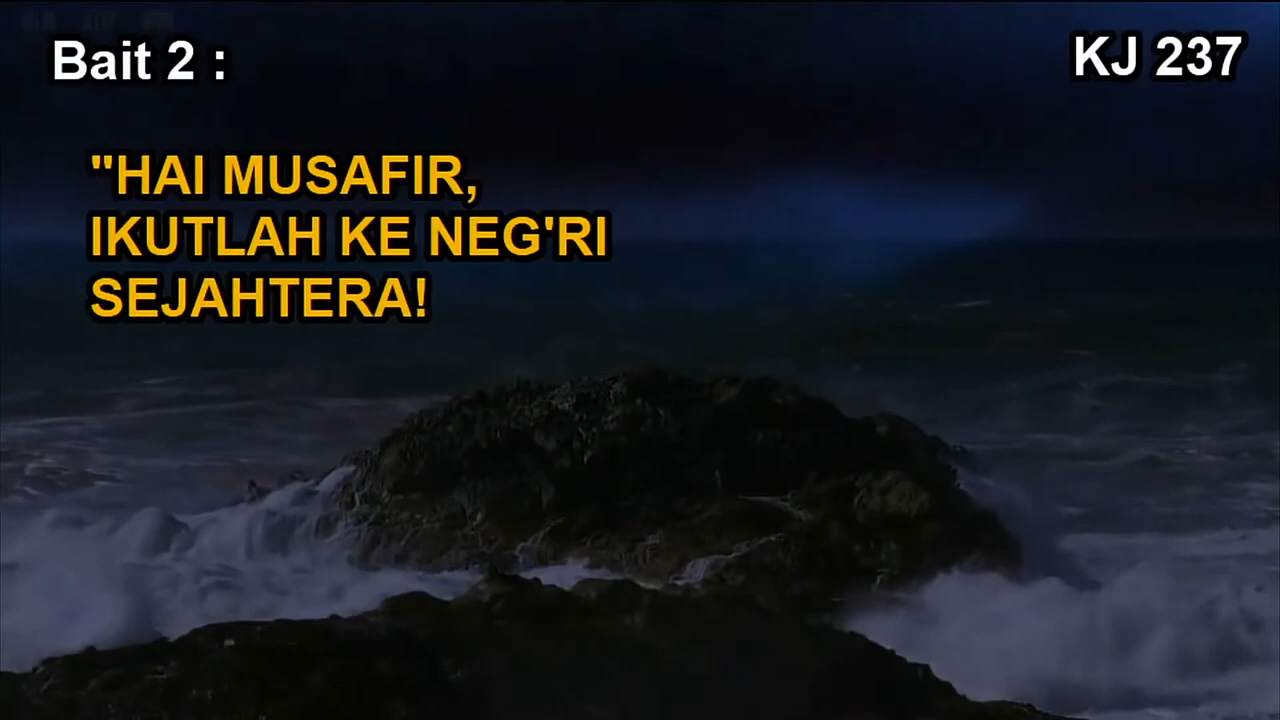 Bait 2 :
KJ 237
"HAI MUSAFIR,
IKUTLAH KE NEG'RI
SEJAHTERA!